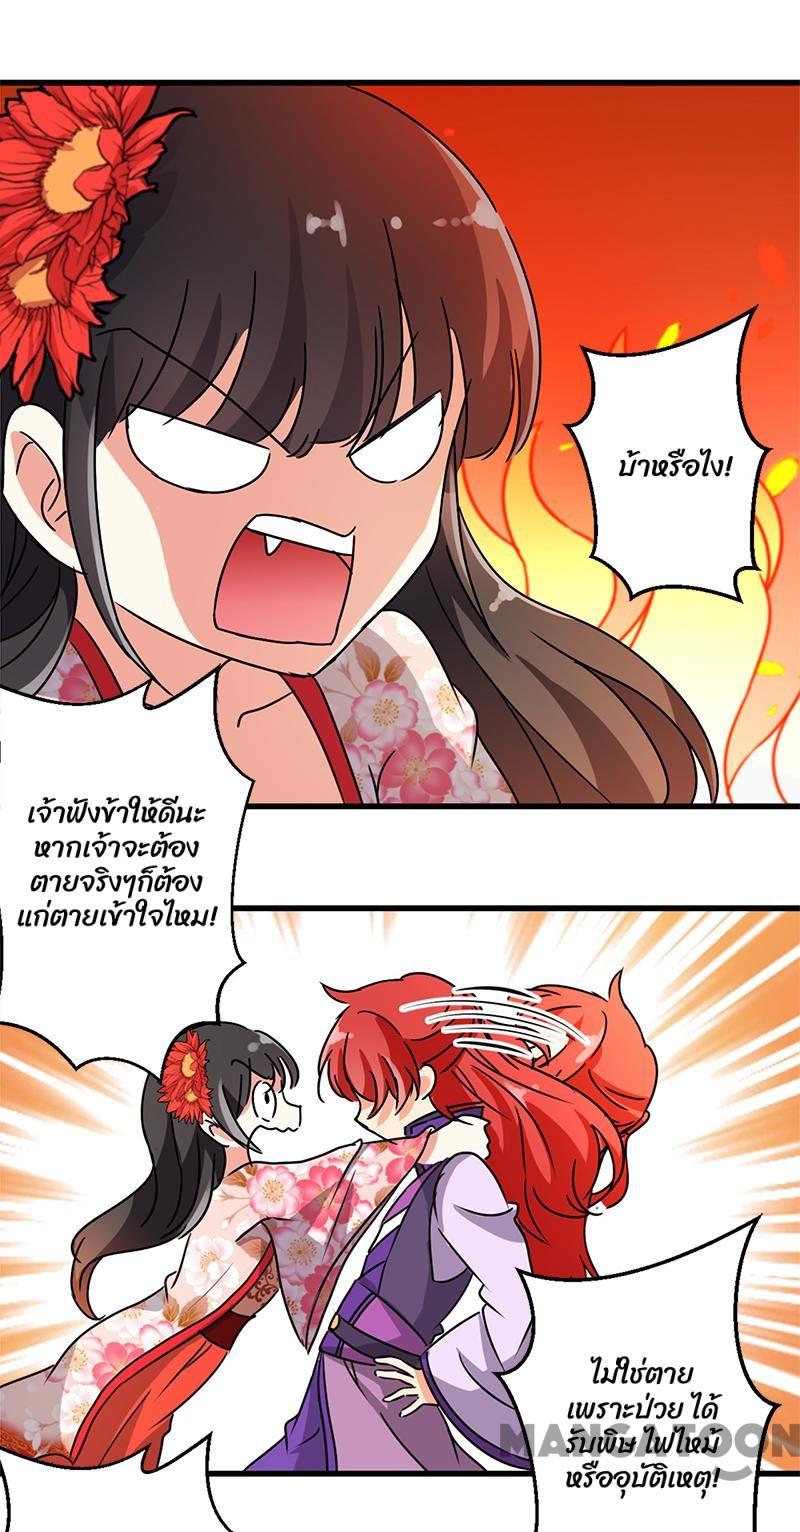 บ้าหรือไง!
เจ้าฟังข้าให้ดีนะ
หากเจ้าจะต้อง
ตายจริงๆก็ต้อง
แก่ตายเข้าใจไหม!
ไม่ใช่ตาย
เพราะป่วย ได้
รับพิษ ไฟไหม้
หรืออุบัติเหตุ!
MANGATOON